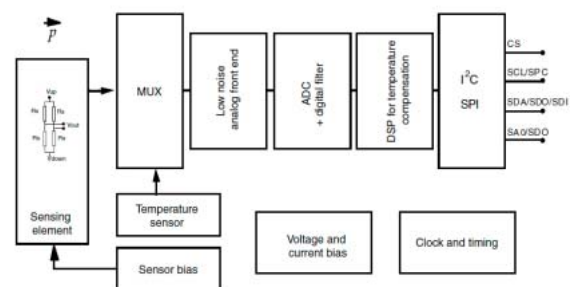 p
CS
SCL/SPC
SDA/SDO/SDI
SA0/SDO
MUX
Low noise
analog front end
ADC
+ digital filter
DSP for temperature
compensation
I2C
SPI
Vup
Vout
Vdown
Sensing
element
Temperature
sensor
Sensor bias
Voltage and
current bias
Clock and timing